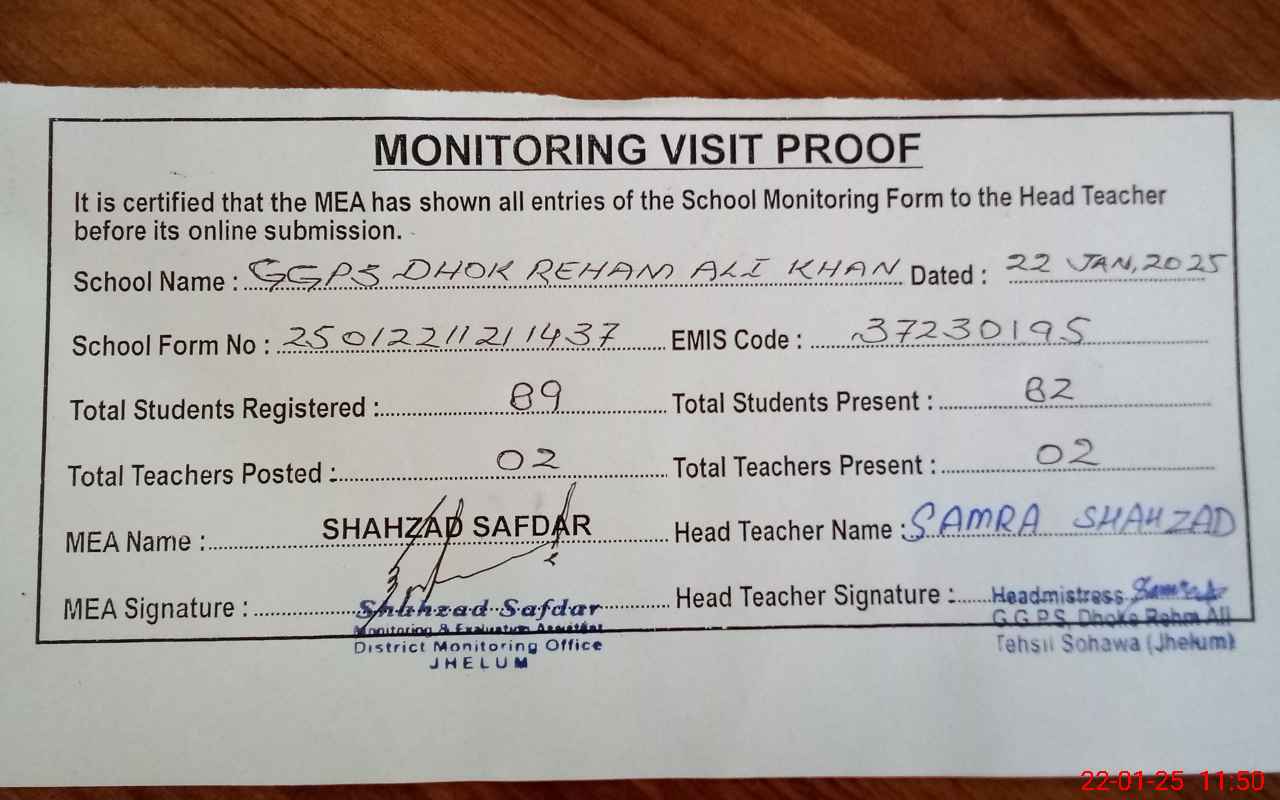 MONITORING VISIT PROOF
It is certified that the MEA has shown all entries of the School Monitoring Form to the Head Teacher
before its online submission.
School Name : GGPS DHOK REHAM ALI KHAN Dated : 22 JAN, 2025
School Form No : 25012211211437 EMIS Code : 37230195
Total Students Registered : 89 Total Students Present : 82
Total Teachers Posted : 02 Total Teachers Present : 02
MEA Name : SHAHZAD SAFDAR Head Teacher Name : SAMRA SHAHZAD
MEA Signature : Shahzad Safdar Head Teacher Signature : Headmistress
Monitoring & Evaluation Assistant G.G.P.S, Dhoke Rehm Ali
District Monitoring Office Tehsil Sohawa (Jhelum)
JHELUM
22-01-25 11:50